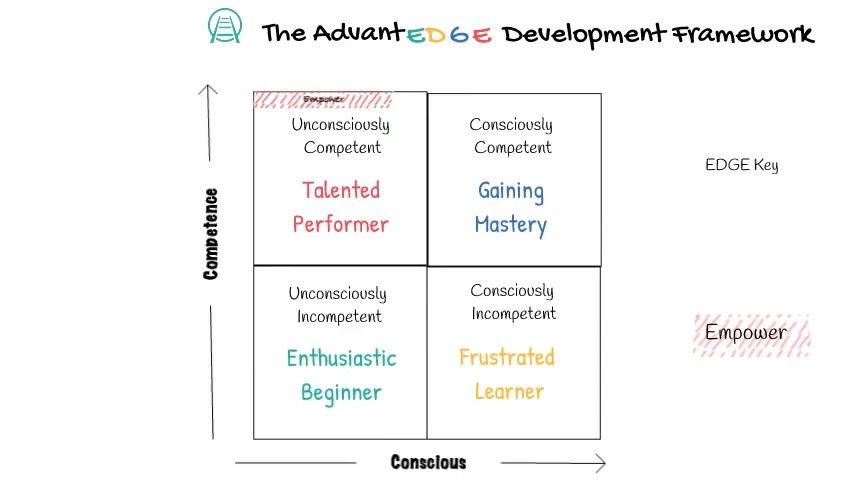 The AdvantEDGE Development Framework
Empower
Unconsciously
Competent
Talented
Performer
Consciously
Competent
Gaining
Mastery
EDGE Key
Competence
Unconsciously
Incompetent
Enthusiastic
Beginner
Consciously
Incompetent
Frustrated
Learner
Empower
Conscious